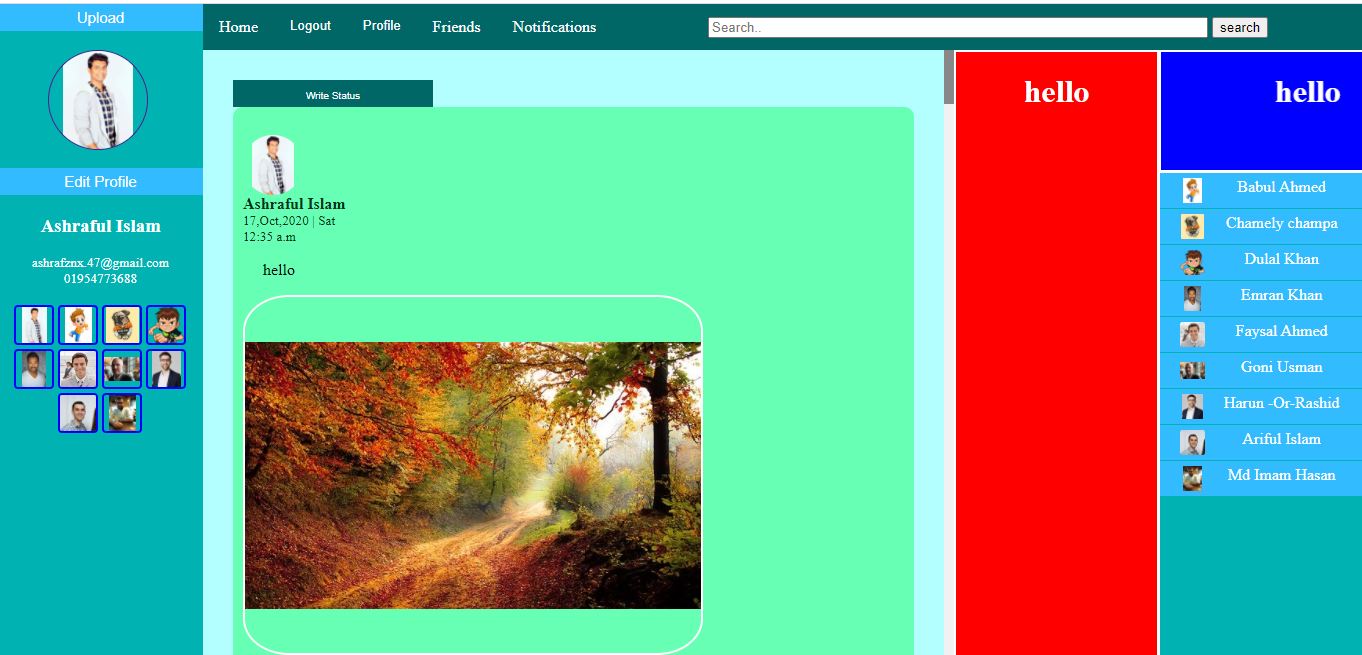 Upload
Edit Profile
Ashraful Islam
ashrafznx.47@gmail.com
01954773688
Home Logout Profile Friends Notifications Search.. search
Write Status
Ashraful Islam
17,Oct,2020 | Sat
12:35 a.m
hello
hello
hello
Babul Ahmed
Chamely champa
Dulal Khan
Emran Khan
Faysal Ahmed
Goni Usman
Harun -Or-Rashid
Ariful Islam
Md Imam Hasan